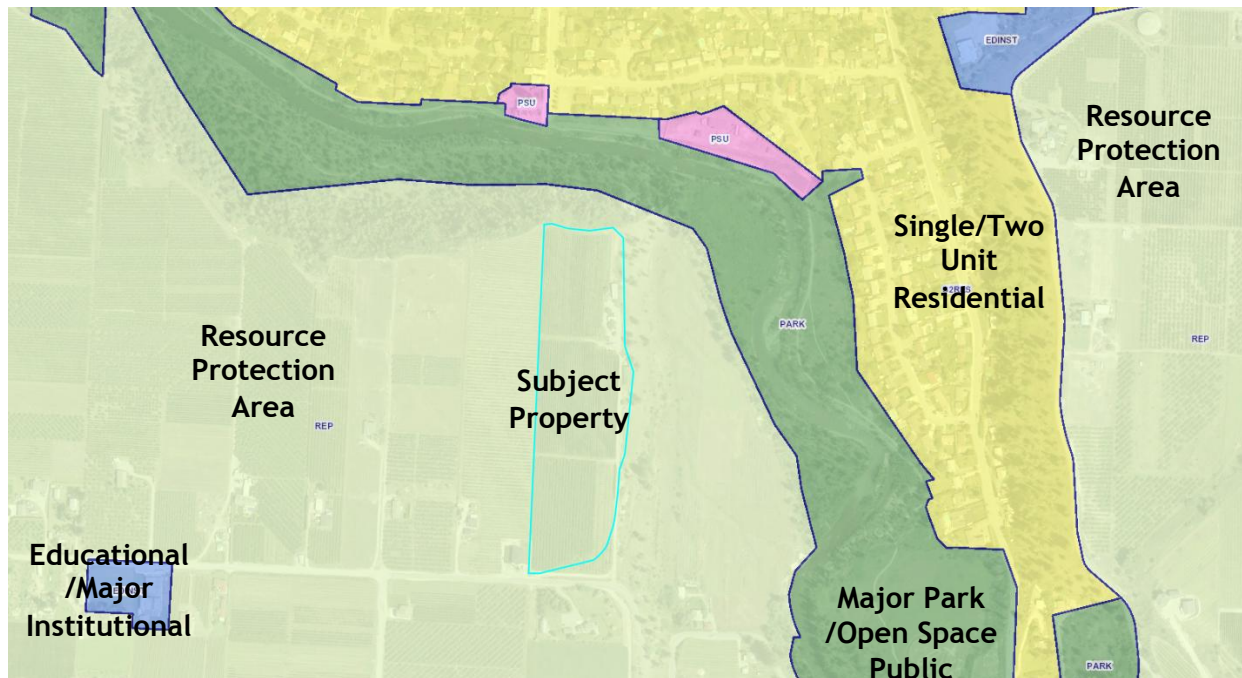 EDINST
PSU
PSU
Resource
Protection
Area
Single/Two
Unit
Residential
PARK
REP
Resource
Protection
Area
REP
Subject
Property
Educational
/Major
Institutional
Major Park
/Open Space
Public
PARK